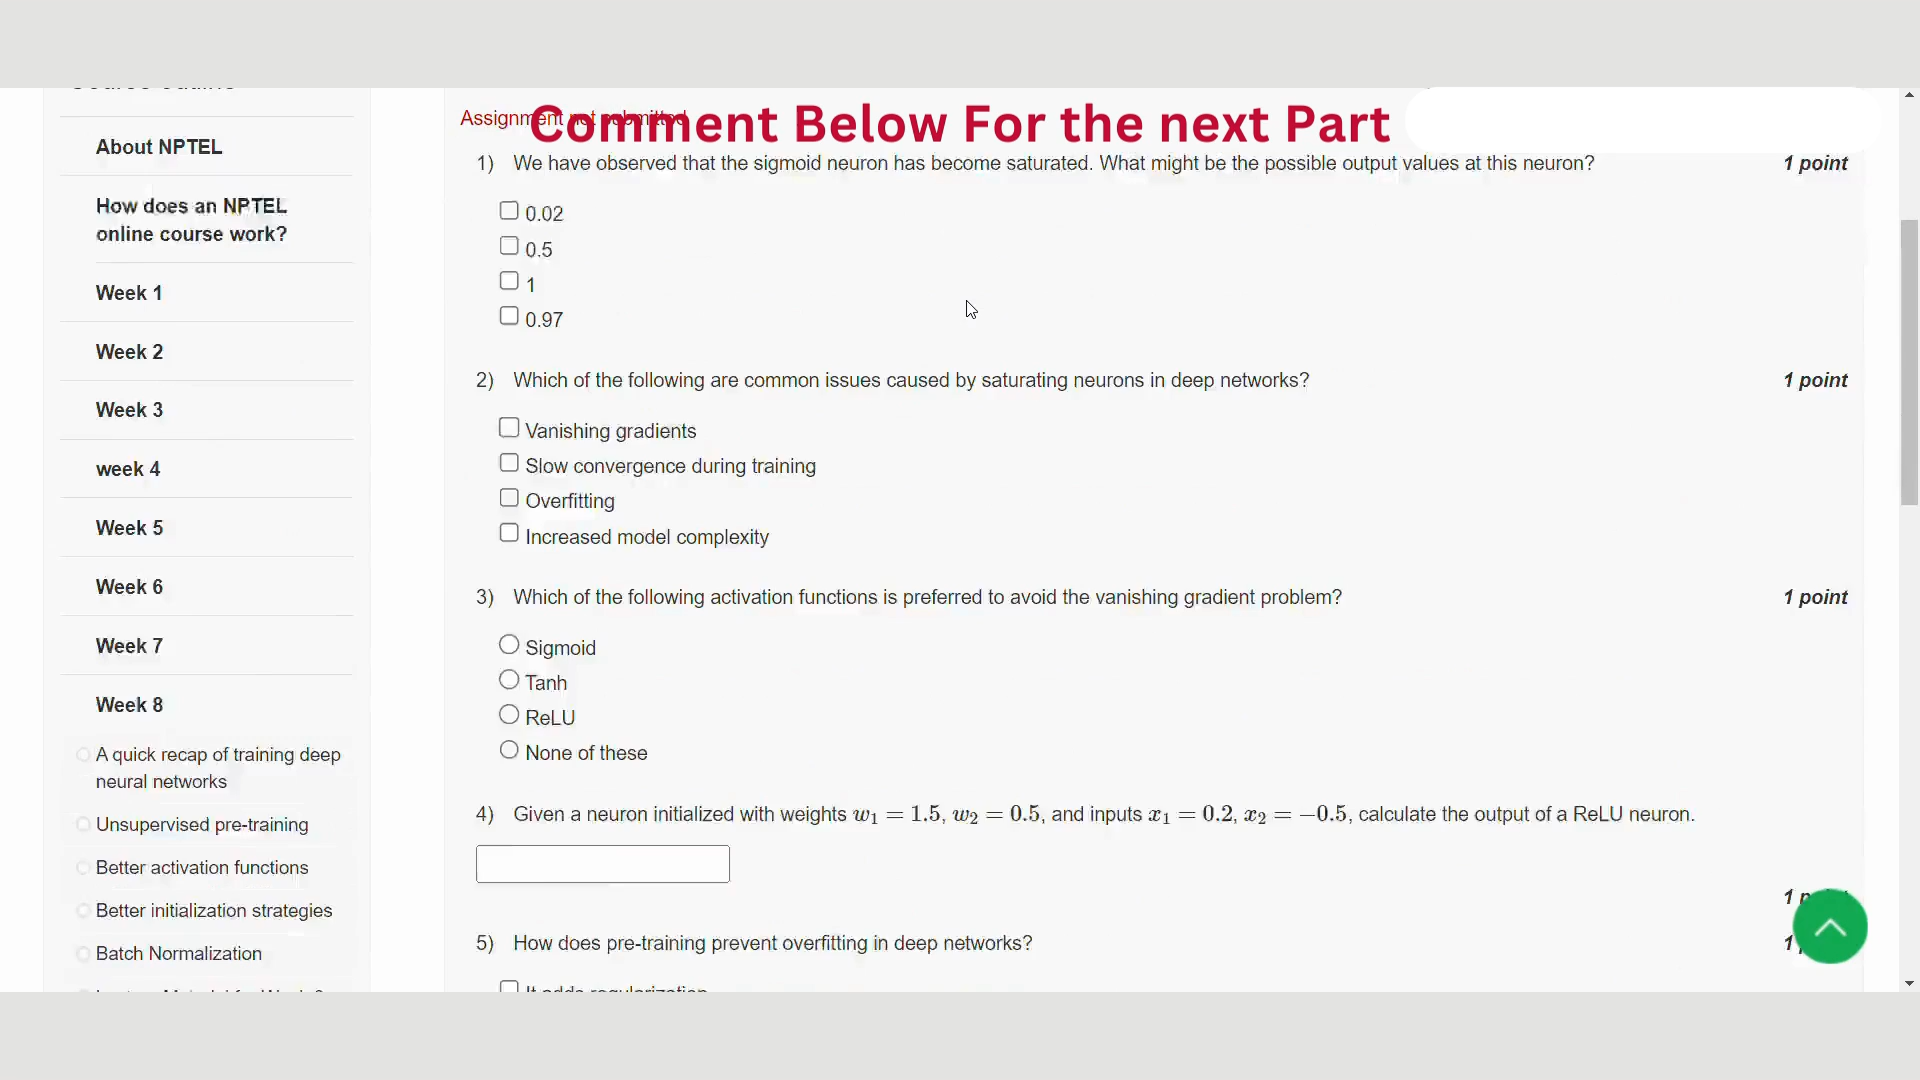 Comment Below For the next Part
Assignment not submitted
About NPTEL
How does an NPTEL
online course work?
Week 1
Week 2
Week 3
week 4
Week 5
Week 6
Week 7
Week 8
A quick recap of training deep
neural networks
Unsupervised pre-training
Better activation functions
Better initialization strategies
Batch Normalization
1) We have observed that the sigmoid neuron has become saturated. What might be the possible output values at this neuron? 1 point
0.02
0.5
1
0.97
2) Which of the following are common issues caused by saturating neurons in deep networks? 1 point
Vanishing gradients
Slow convergence during training
Overfitting
Increased model complexity
3) Which of the following activation functions is preferred to avoid the vanishing gradient problem? 1 point
Sigmoid
Tanh
ReLU
None of these
4) Given a neuron initialized with weights w₁ = 1.5, w₂ = 0.5, and inputs x₁ = 0.2, x₂ = −0.5, calculate the output of a ReLU neuron.
1
5) How does pre-training prevent overfitting in deep networks? 1
It adds regularization